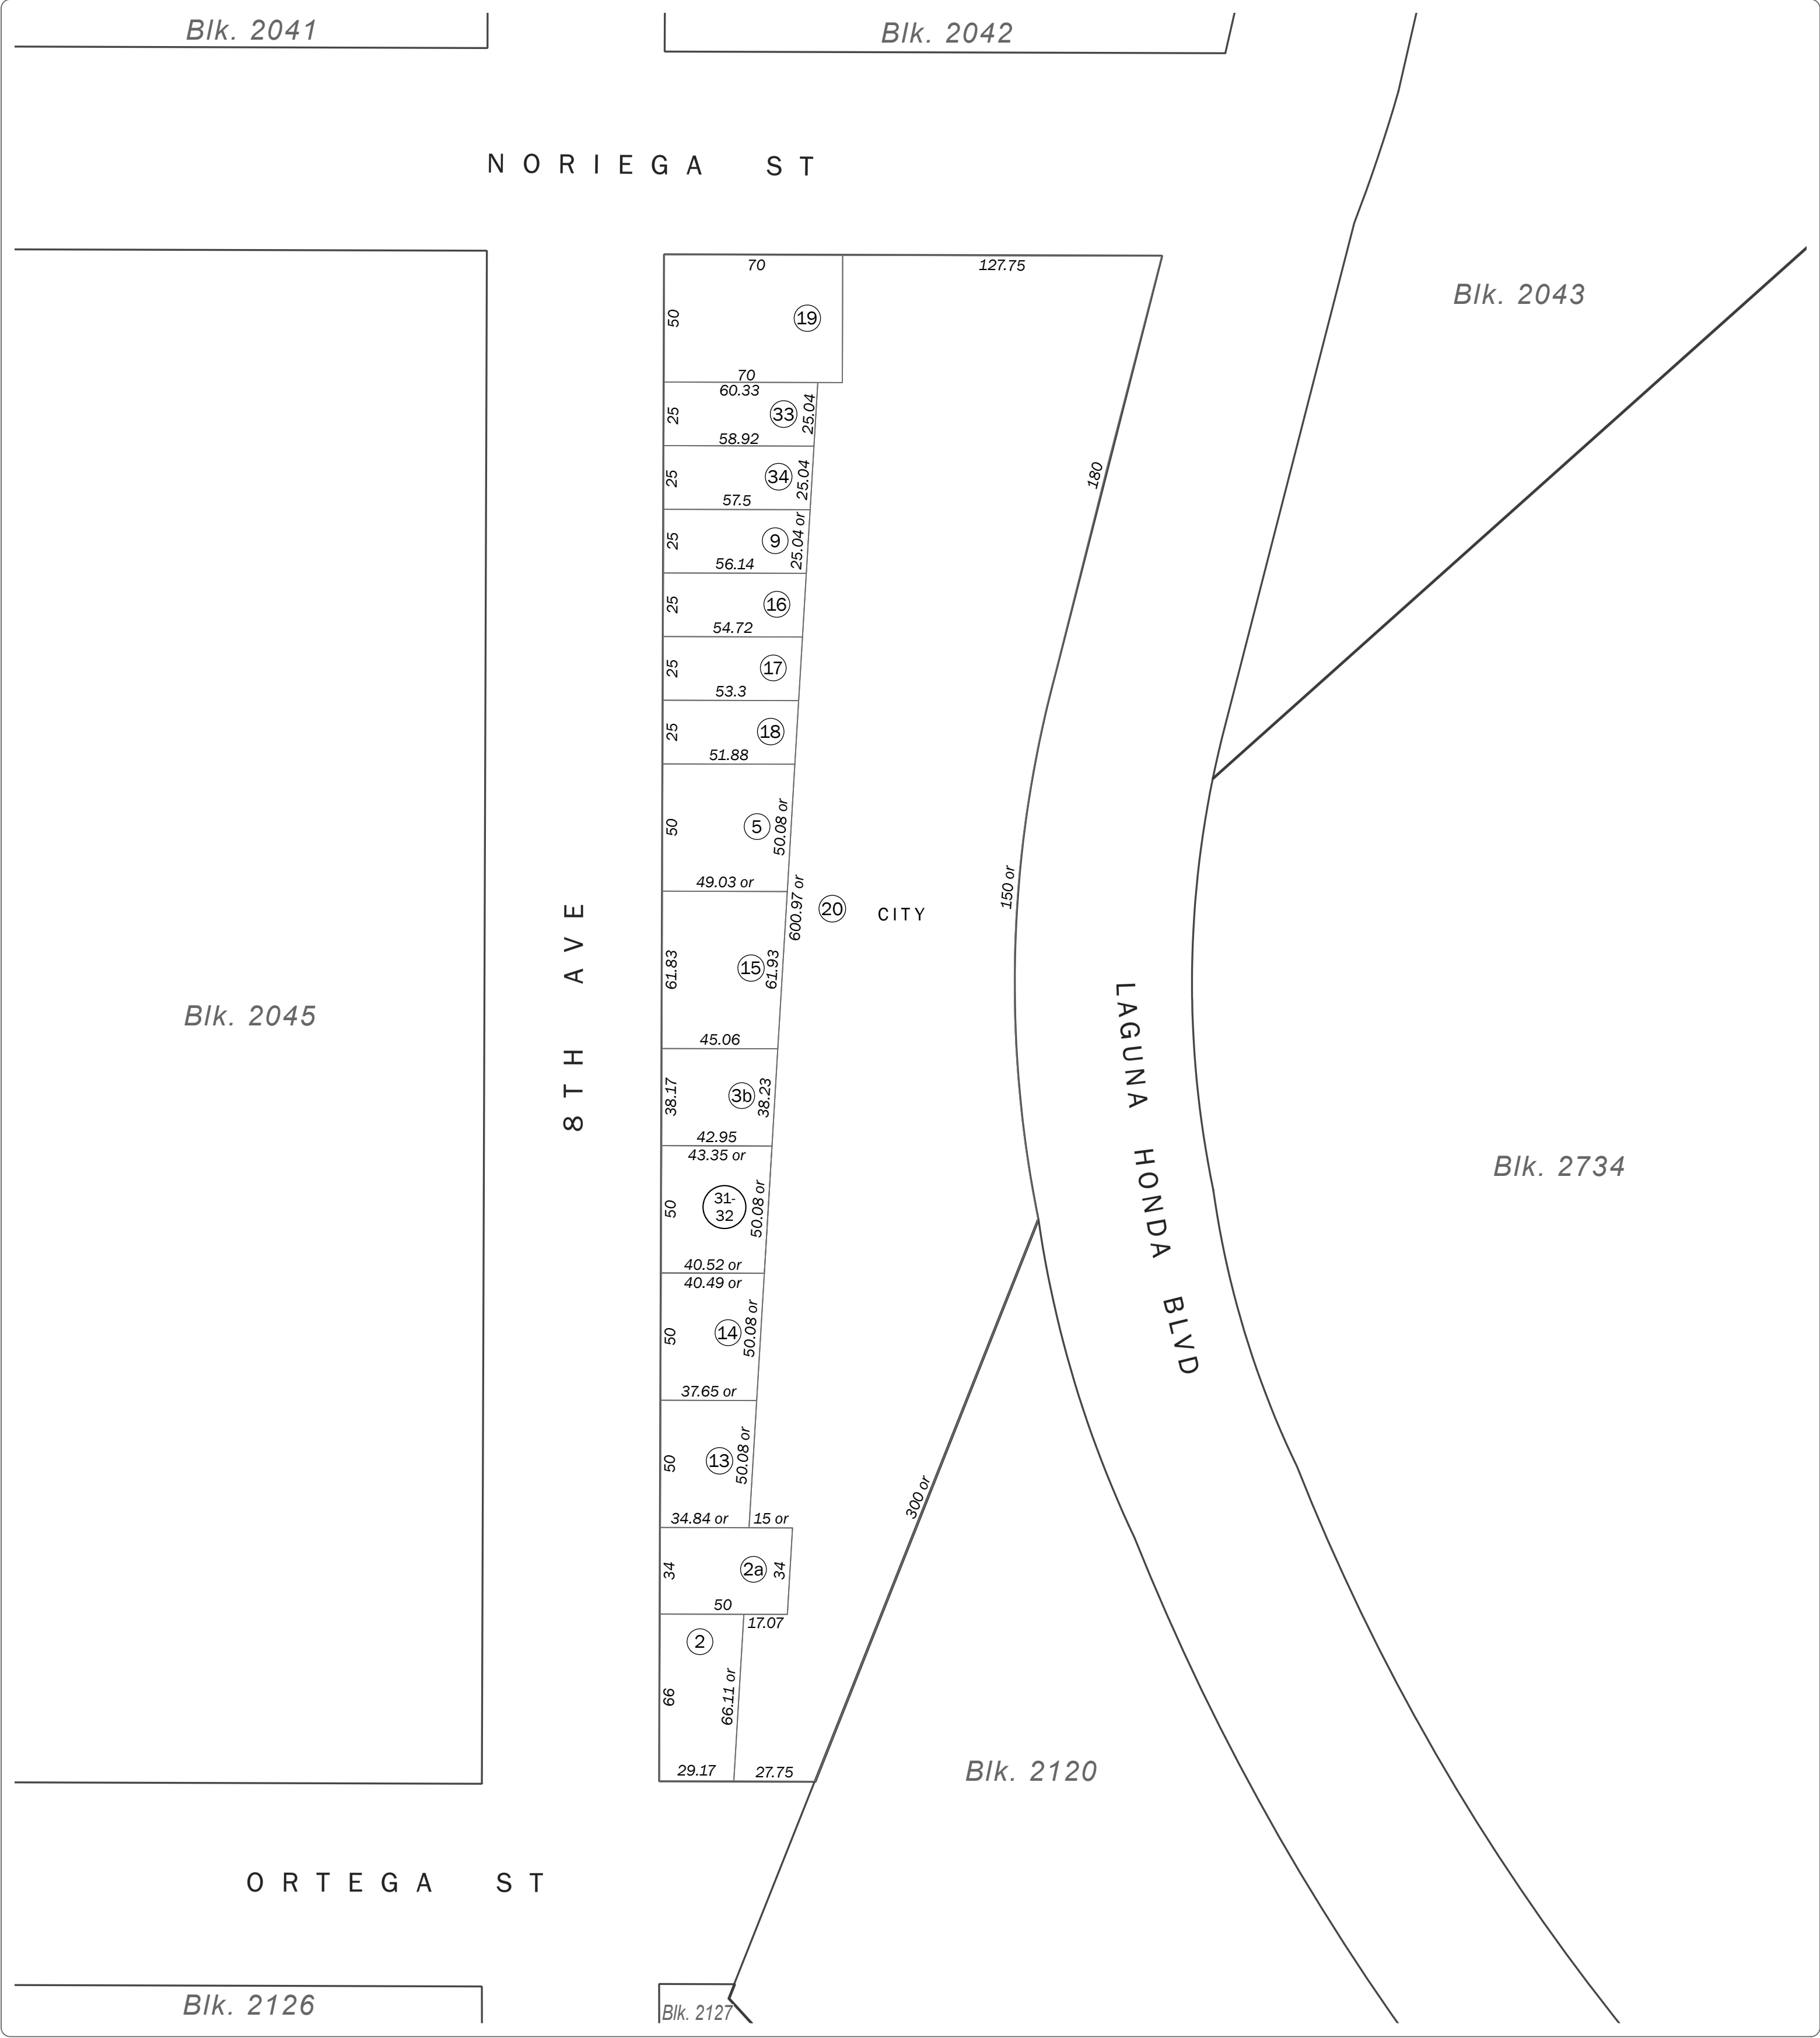 Blk. 2041
Blk. 2042
NORIEGA ST
70
127.75
Blk. 2043
50
19
70
60.33
25
33
25.04
58.92
25
34
25.04
180
57.5
25
9
25.04 or
56.14
25
16
54.72
25
17
53.3
25
18
51.88
50
5
50.08 or
49.03 or
600.97 or
20
CITY
150 or
8TH AVE
61.83
15
61.93
Blk. 2045
45.06
LAGUNA HONDA BLVD
38.17
3b
38.23
42.95
43.35 or
Blk. 2734
50
31-
32
50.08 or
40.52 or
40.49 or
50
14
50.08 or
37.65 or
50
13
50.08 or
300 or
34.84 or
15 or
34
2a
34
50
17.07
2
66
66.11 or
29.17
27.75
Blk. 2120
ORTEGA ST
Blk. 2126
Blk. 2127